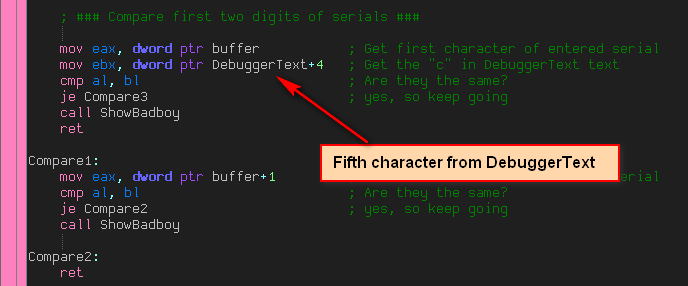 ; ### Compare first two digits of serials ###
mov eax, dword ptr buffer ; Get first character of entered serial
mov ebx, dword ptr DebuggerText+4 ; Get the "c" in DebuggerText text
cmp al, bl ; Are they the same?
je Compare3 ; yes, so keep going
call ShowBadboy
ret
Fifth character from DebuggerText
Compare1:
mov eax, dword ptr buffer+1 erial
cmp al, bl ; Are they the same?
je Compare2 ; yes, so keep going
call ShowBadboy
Compare2:
ret